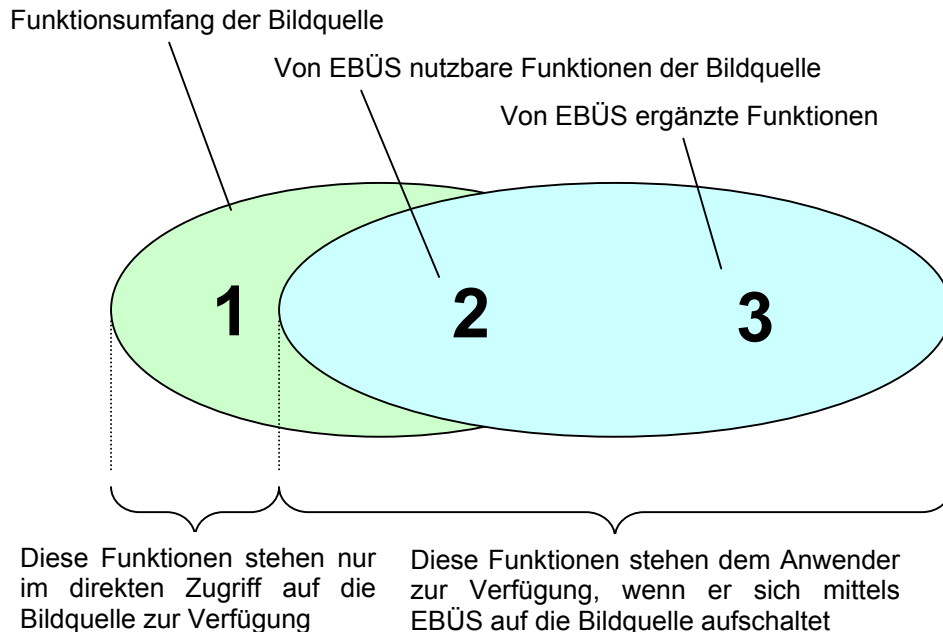 Funktionsumfang der Bildquelle
Von EBÜS nutzbare Funktionen der Bildquelle
Von EBÜS ergänzte Funktionen
1
2
3
Diese Funktionen stehen nur
im direkten Zugriff auf die
Bildquelle zur Verfügung
Diese Funktionen stehen dem Anwender
zur Verfügung, wenn er sich mittels
EBÜS auf die Bildquelle aufschaltet